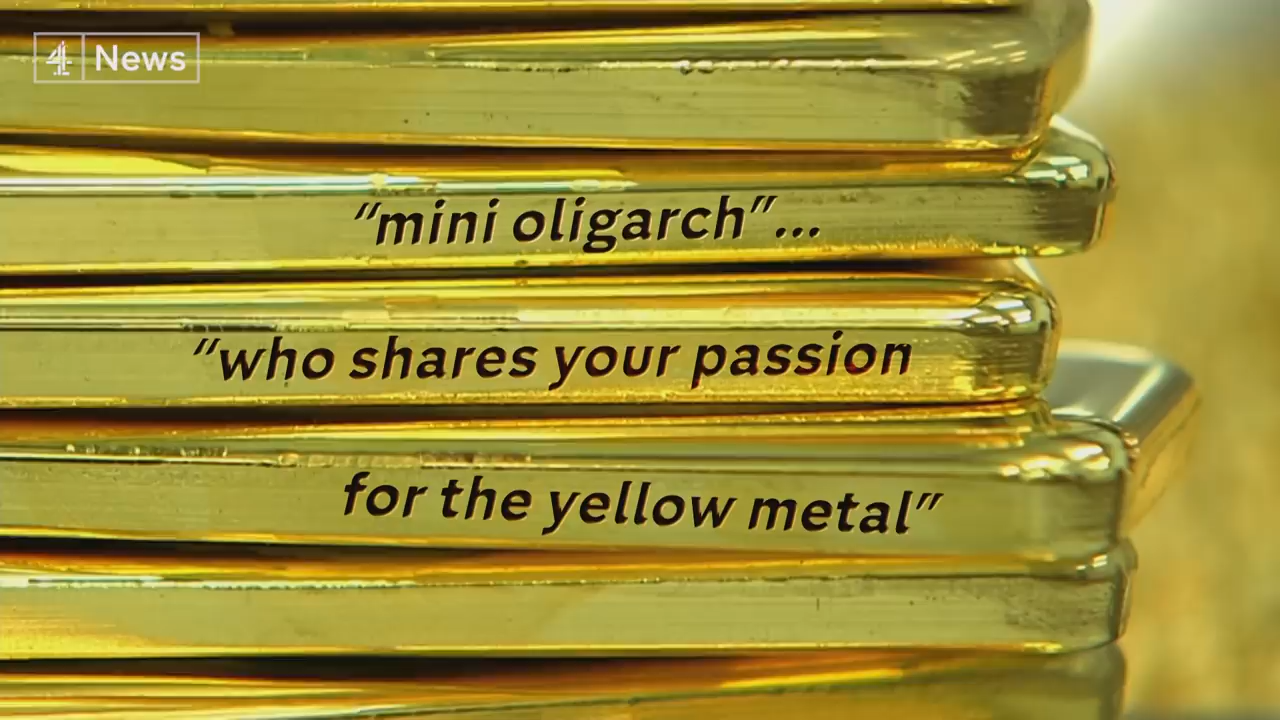 4 News
“mini oligarch”...
“who shares your passion
for the yellow metal”